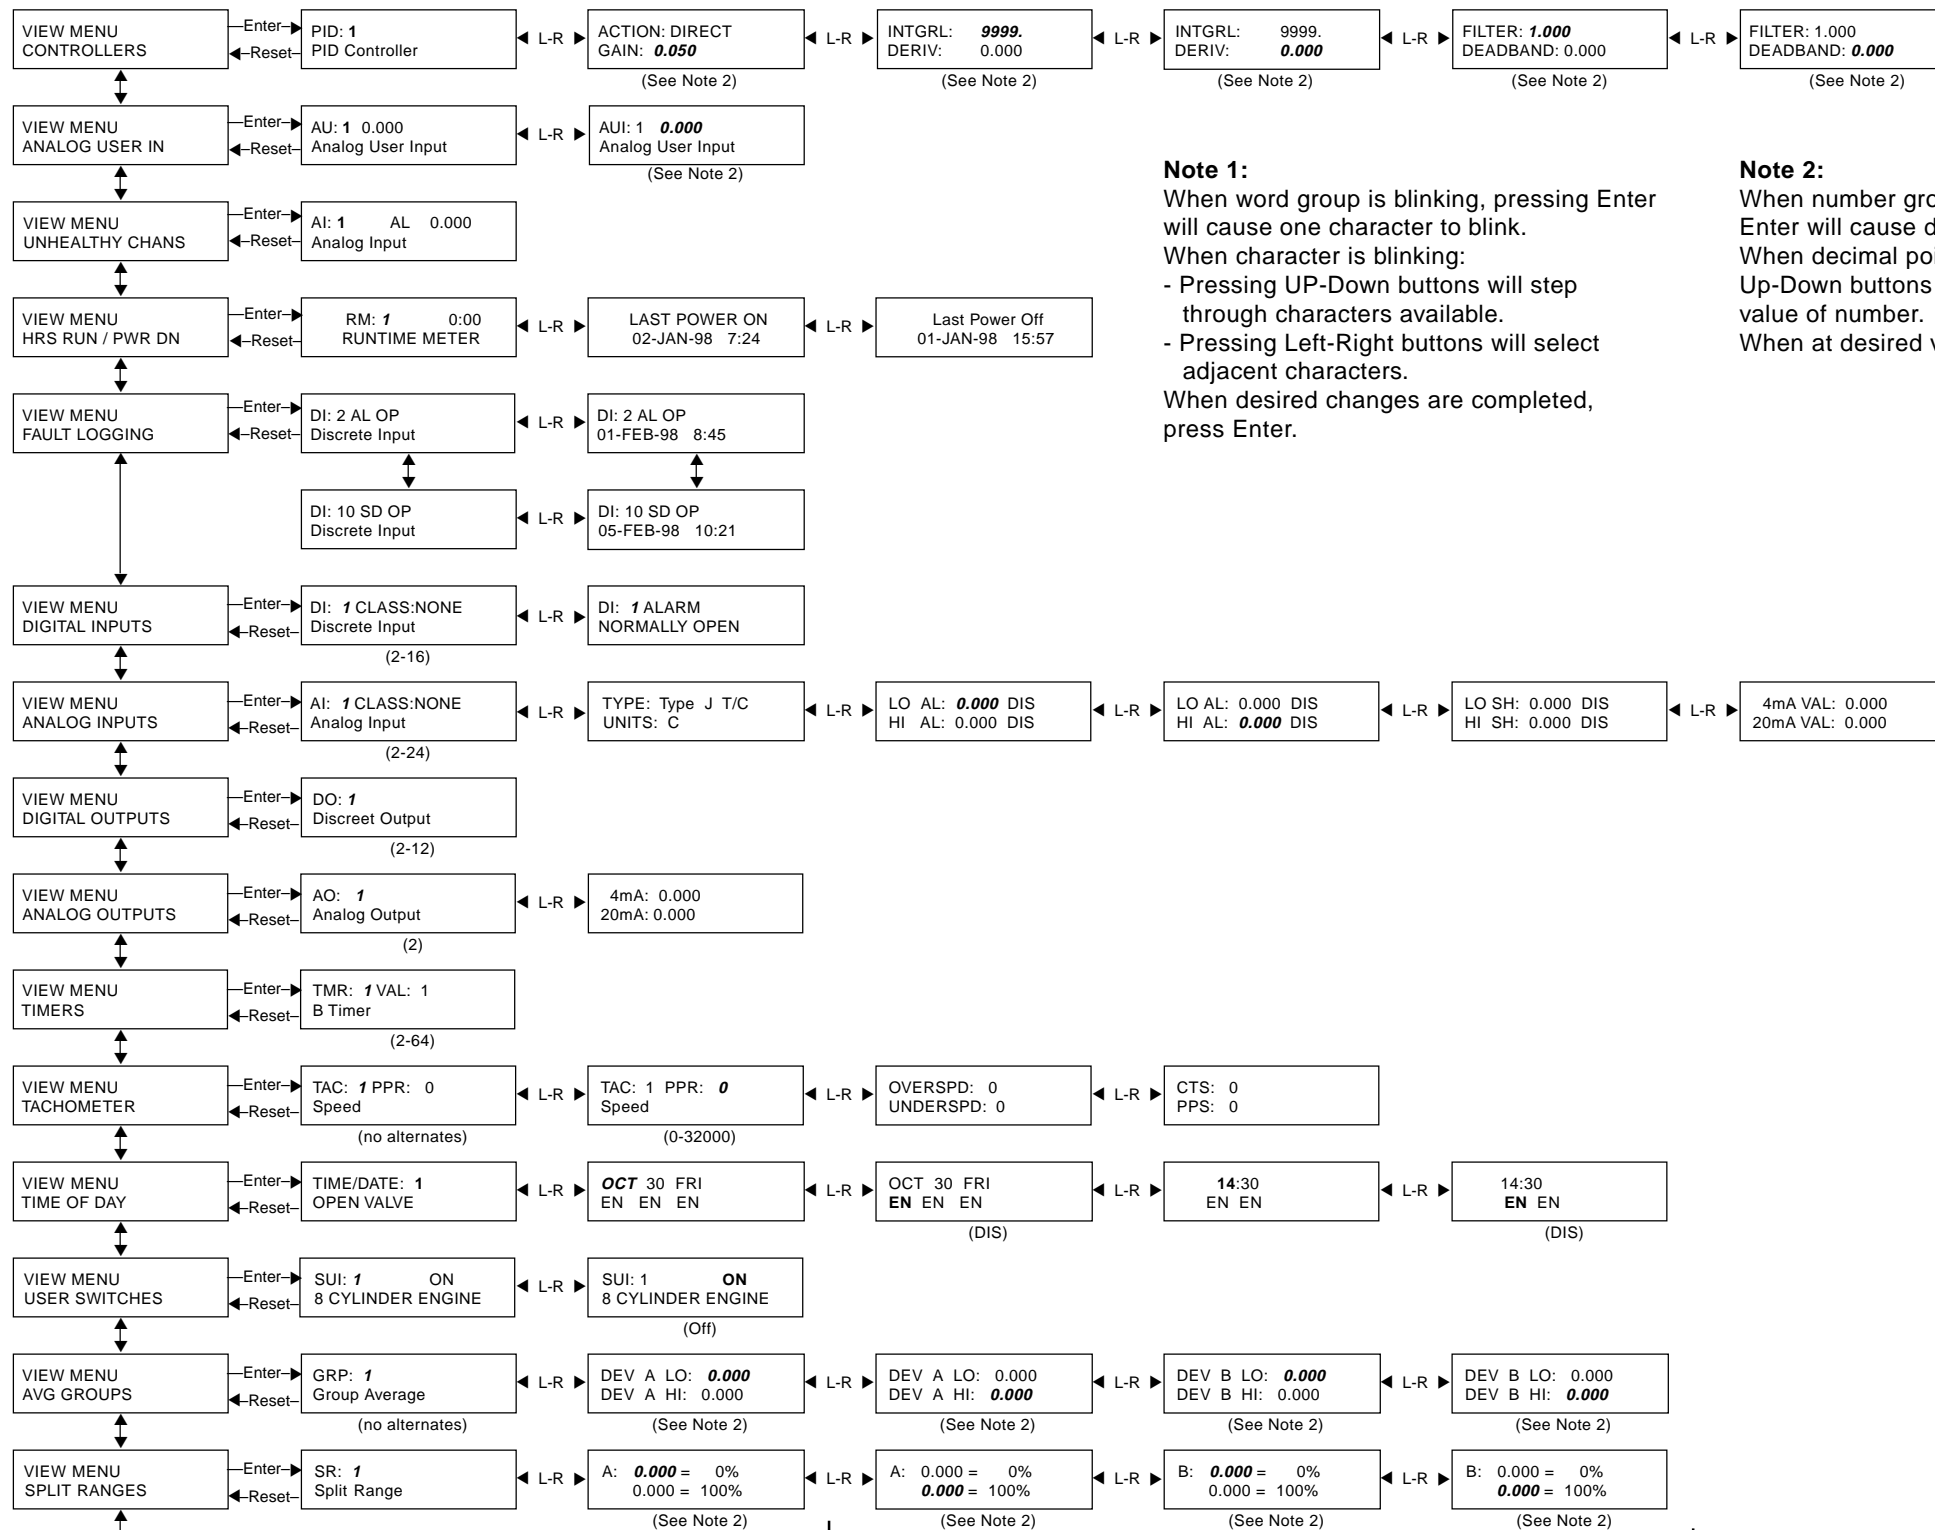 VIEW MENU
CONTROLLERS
Enter
Reset
PID: 1
PID Controller
L-R
ACTION: DIRECT
GAIN: 0.050
(See Note 2)
L-R
INTGRL: 9999.
DERIV: 0.000
(See Note 2)
L-R
INTGRL: 9999.
DERIV: 0.000
(See Note 2)
L-R
FILTER: 1.000
DEADBAND: 0.000
(See Note 2)
L-R
FILTER: 1.000
DEADBAND: 0.000
(See Note 2)
VIEW MENU
ANALOG USER IN
Enter
Reset
AU: 1 0.000
Analog User Input
L-R
AUI: 1 0.000
Analog User Input
(See Note 2)
Note 1:
When word group is blinking, pressing Enter
will cause one character to blink.
When character is blinking:
- Pressing UP-Down buttons will step
through characters available.
- Pressing Left-Right buttons will select
adjacent characters.
When desired changes are completed,
press Enter.
Note 2:
When number
Enter will cause
When decimal
Up-Down buttons
value of number.
When at desired
VIEW MENU
UNHEALTHY CHANS
Enter
Reset
AI: 1 AL 0.000
Analog Input
VIEW MENU
HRS RUN / PWR DN
Enter
Reset
RM: 1 0:00
RUNTIME METER
L-R
LAST POWER ON
02-JAN-98 7:24
L-R
Last Power Off
01-JAN-98 15:57
VIEW MENU
FAULT LOGGING
Enter
Reset
DI: 2 AL OP
Discrete Input
L-R
DI: 2 AL OP
01-FEB-98 8:45
DI: 10 SD OP
Discrete Input
L-R
DI: 10 SD OP
05-FEB-98 10:21
VIEW MENU
DIGITAL INPUTS
Enter
Reset
DI: 1 CLASS:NONE
Discrete Input
(2-16)
L-R
DI: 1 ALARM
NORMALLY OPEN
VIEW MENU
ANALOG INPUTS
Enter
Reset
AI: 1 CLASS:NONE
Analog Input
(2-24)
L-R
TYPE: Type J T/C
UNITS: C
L-R
LO AL: 0.000 DIS
HI AL: 0.000 DIS
L-R
LO AL: 0.000 DIS
HI AL: 0.000 DIS
L-R
LO SH: 0.000 DIS
HI SH: 0.000 DIS
L-R
4mA VAL: 0.000
20mA VAL: 0.000
VIEW MENU
DIGITAL OUTPUTS
Enter
Reset
DO: 1
Discreet Output
(2-12)
VIEW MENU
ANALOG OUTPUTS
Enter
Reset
AO: 1
Analog Output
(2)
L-R
4mA: 0.000
20mA: 0.000
VIEW MENU
TIMERS
Enter
Reset
TMR: 1 VAL: 1
B Timer
(2-64)
VIEW MENU
TACHOMETER
Enter
Reset
TAC: 1 PPR: 0
Speed
(no alternates)
L-R
TAC: 1 PPR: 0
Speed
(0-32000)
L-R
OVERSPD: 0
UNDERSPD: 0
L-R
CTS: 0
PPS: 0
VIEW MENU
TIME OF DAY
Enter
Reset
TIME/DATE: 1
OPEN VALVE
L-R
OCT 30 FRI
EN EN EN
L-R
OCT 30 FRI
EN EN EN
(DIS)
L-R
14:30
EN EN
L-R
14:30
EN EN
(DIS)
VIEW MENU
USER SWITCHES
Enter
Reset
SUI: 1 ON
8 CYLINDER ENGINE
L-R
SUI: 1 ON
8 CYLINDER ENGINE
(Off)
VIEW MENU
AVG GROUPS
Enter
Reset
GRP: 1
Group Average
(no alternates)
L-R
DEV A LO: 0.000
DEV A HI: 0.000
(See Note 2)
L-R
DEV A LO: 0.000
DEV A HI: 0.000
(See Note 2)
L-R
DEV B LO: 0.000
DEV B HI: 0.000
(See Note 2)
L-R
DEV B LO: 0.000
DEV B HI: 0.000
(See Note 2)
VIEW MENU
SPLIT RANGES
Enter
Reset
SR: 1
Split Range
L-R
A: 0.000 = 0%
0.000 = 100%
(See Note 2)
L-R
A: 0.000 = 0%
0.000 = 100%
(See Note 2)
L-R
B: 0.000 = 0%
0.000 = 100%
(See Note 2)
L-R
B: 0.000 = 0%
0.000 = 100%
(See Note 2)